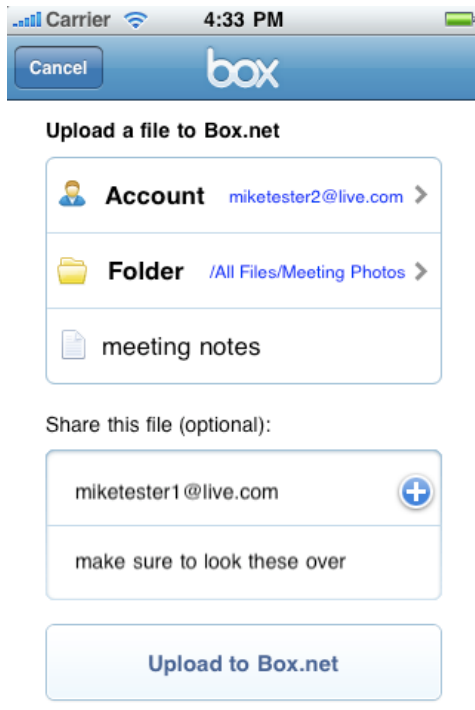 Carrier 4:33 PM
Cancel box
Upload a file to Box.net
Account miketester2@live.com
Folder /All Files/Meeting Photos
meeting notes
Share this file (optional):
miketester1@live.com
make sure to look these over
Upload to Box.net